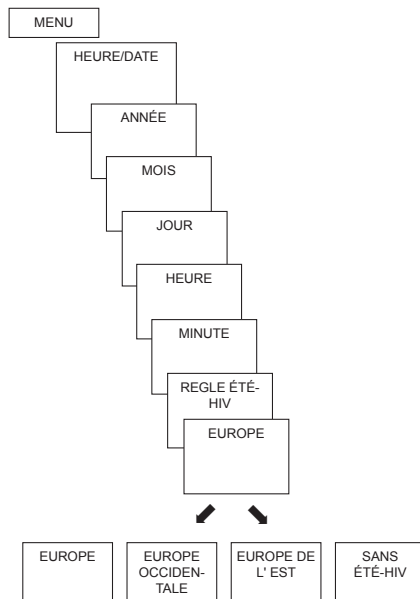 MENU
HEURE/DATE
ANNÉE
MOIS
JOUR
HEURE
MINUTE
REGLE ÉTÉ-
HIV
EUROPE
EUROPE
EUROPE
OCCIDEN-
TALE
EUROPE DE
L' EST
SANS
ÉTÉ-HIV